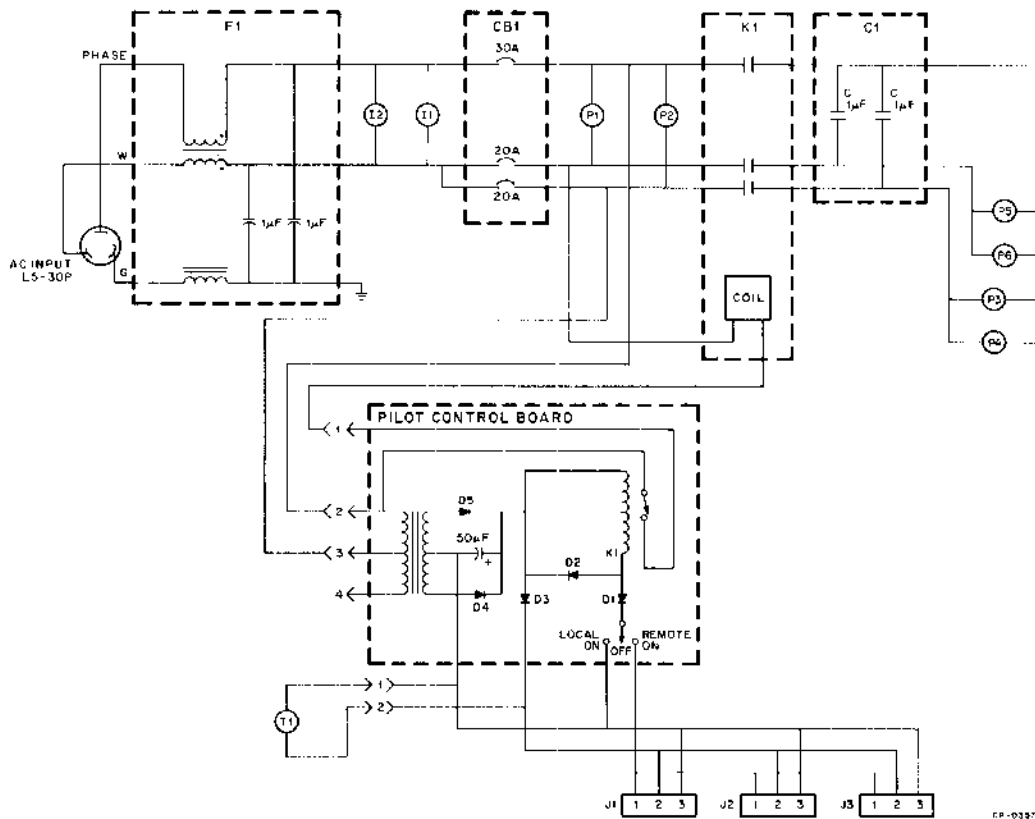 F1
CB1
K1
C1
30A
PHASE
C
1µF
C
1µF
I2
I1
P1
P2
W
20A
20A
1µF
1µF
P5
AC INPUT
L5-30P
G
P6
COIL
P3
P4
PILOT CONTROL BOARD
1
D5
2
50µF
+
K1
3
D2
4
D4
D3
D1
LOCAL
ON
OFF
REMOTE
ON
1
2
T1
J1
1
2
3
J2
1
2
3
J3
1
2
3